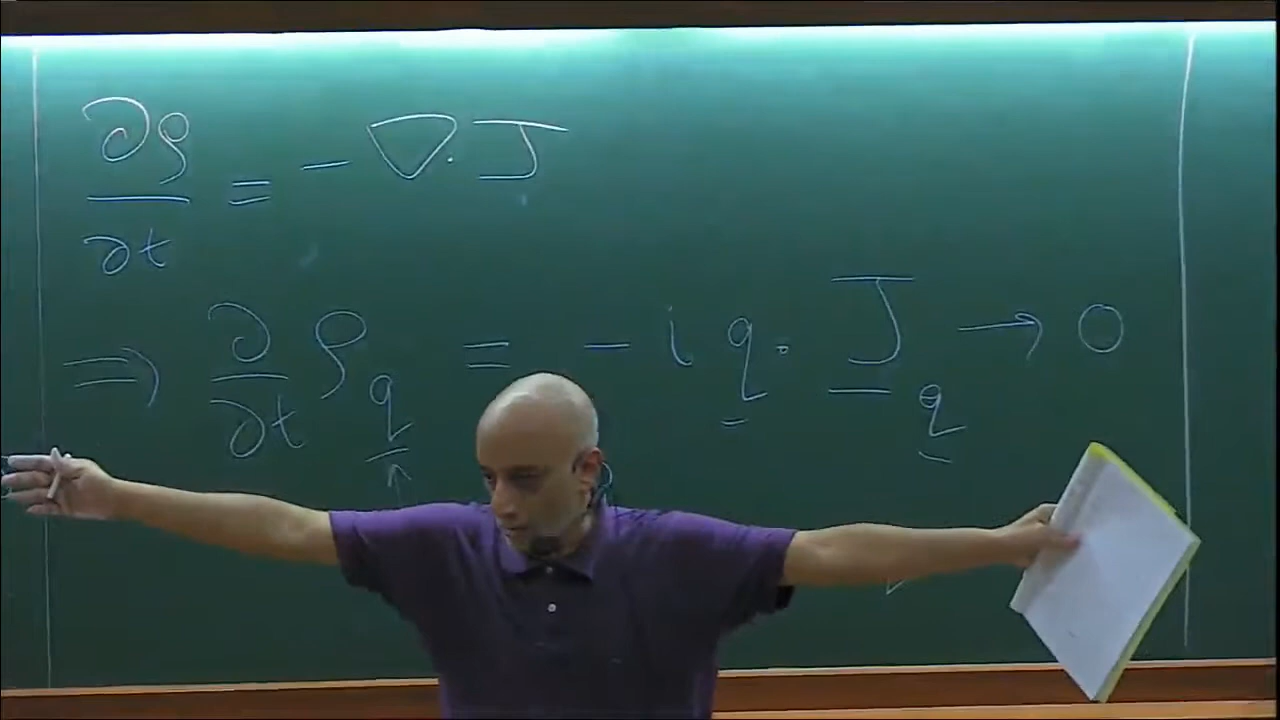 ∂ρ/∂t = − ∇· J
⇒ ∂/∂t ρ_q = − i q · J_q → 0